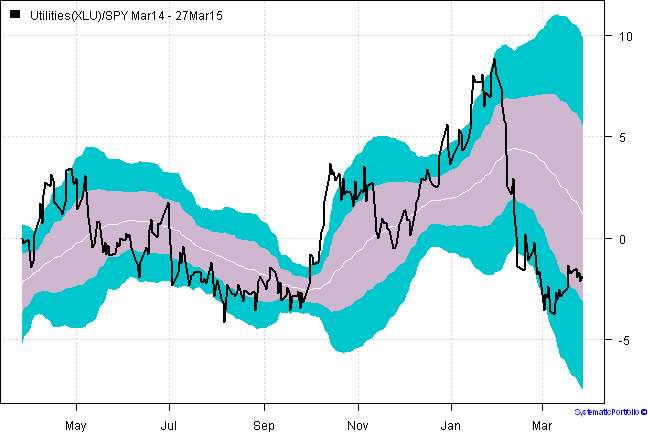 Utilities(XLU)/SPY Mar14 - 27Mar15
10
5
0
-5
May Jul Sep Nov Jan Mar
SystematicPortfolio ©